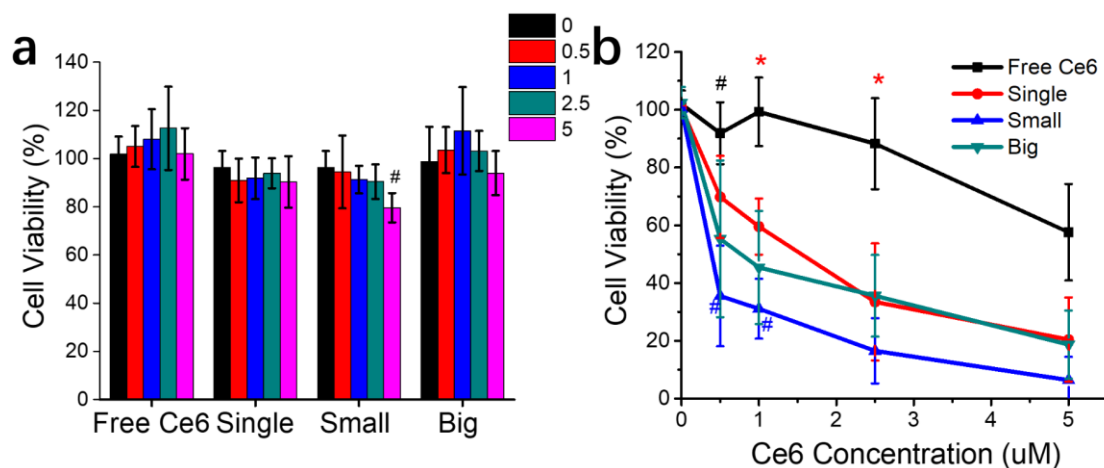 a
0
0.5
1
2.5
5
140
120
100
80
60
40
20
0
Cell Viability (%)
#
Free Ce6 Single Small Big
b
120
100
80
60
40
20
0
Cell Viability (%)
Free Ce6
Single
Small
Big
# * *
#
#
0 1 2 3 4 5
Ce6 Concentration (uM)